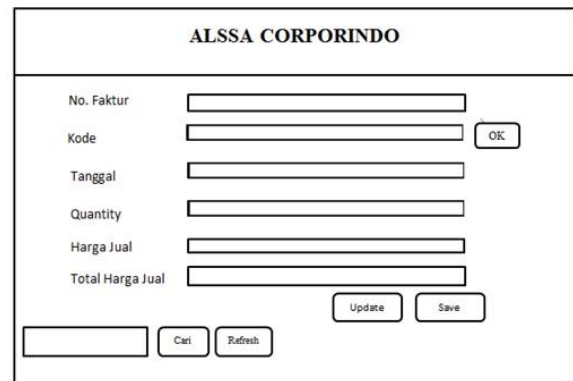 ALSSA CORPORINDO
No. Faktur
Kode
OK
Tanggal
Quantity
Harga Jual
Total Harga Jual
Update Save
Cari Refresh